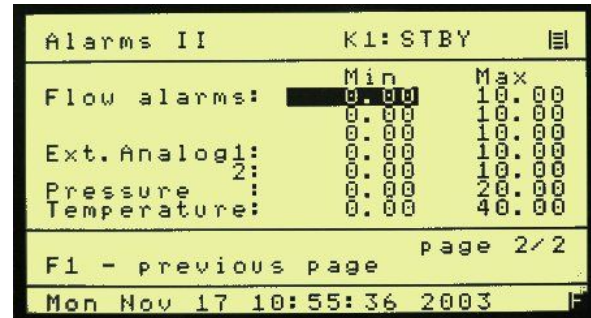 Alarms II K1:STBY
Min Max
Flow alarms: 0.00 10.00
0.00 10.00
0.00 10.00
Ext.Analog1: 0.00 10.00
2: 0.00 10.00
Pressure : 0.00 20.00
Temperature: 0.00 40.00
page 2/2
F1 - previous page
Mon Nov 17 10:55:36 2003 F